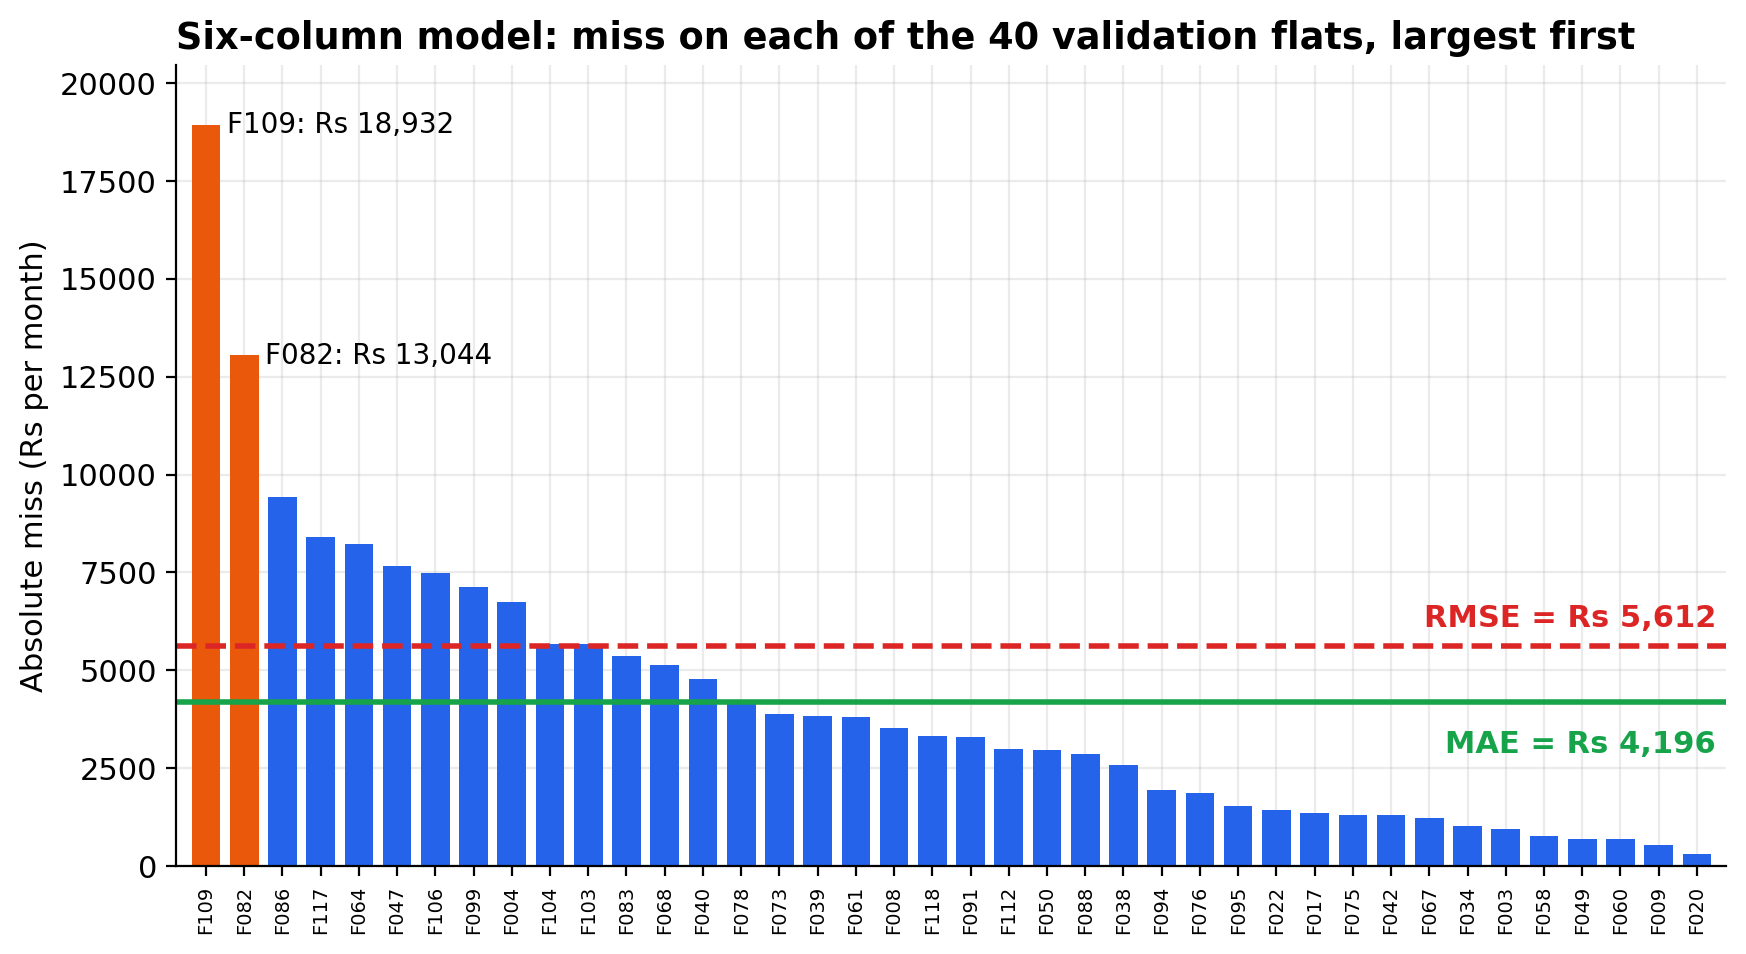 Six-column model: miss on each of the 40 validation flats, largest first
Absolute miss (Rs per month)
20000
17500
15000
12500
10000
7500
5000
2500
0
F109: Rs 18,932
F082: Rs 13,044
RMSE = Rs 5,612
MAE = Rs 4,196
F109
F082
F086
F117
F064
F047
F106
F099
F004
F104
F103
F083
F068
F040
F078
F073
F039
F061
F008
F118
F091
F112
F050
F088
F038
F094
F076
F095
F022
F017
F075
F042
F067
F034
F003
F058
F049
F060
F009
F020